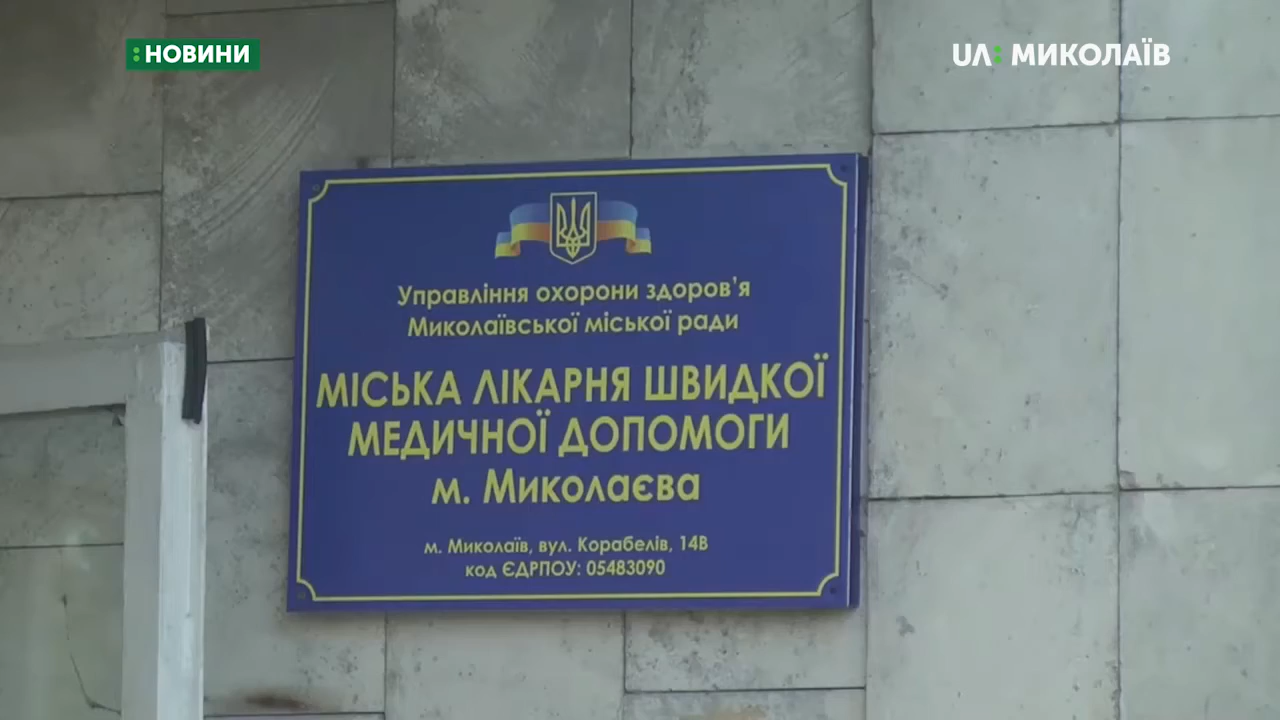 :НОВИНИ
UA: МИКОЛАЇВ
Управління охорони здоров'я
Миколаївської міської ради
МІСЬКА ЛІКАРНЯ ШВИДКОЇ
МЕДИЧНОЇ ДОПОМОГИ
м. Миколаєва
м. Миколаїв, вул. Корабелів, 14В
код ЄДРПОУ: 05483090